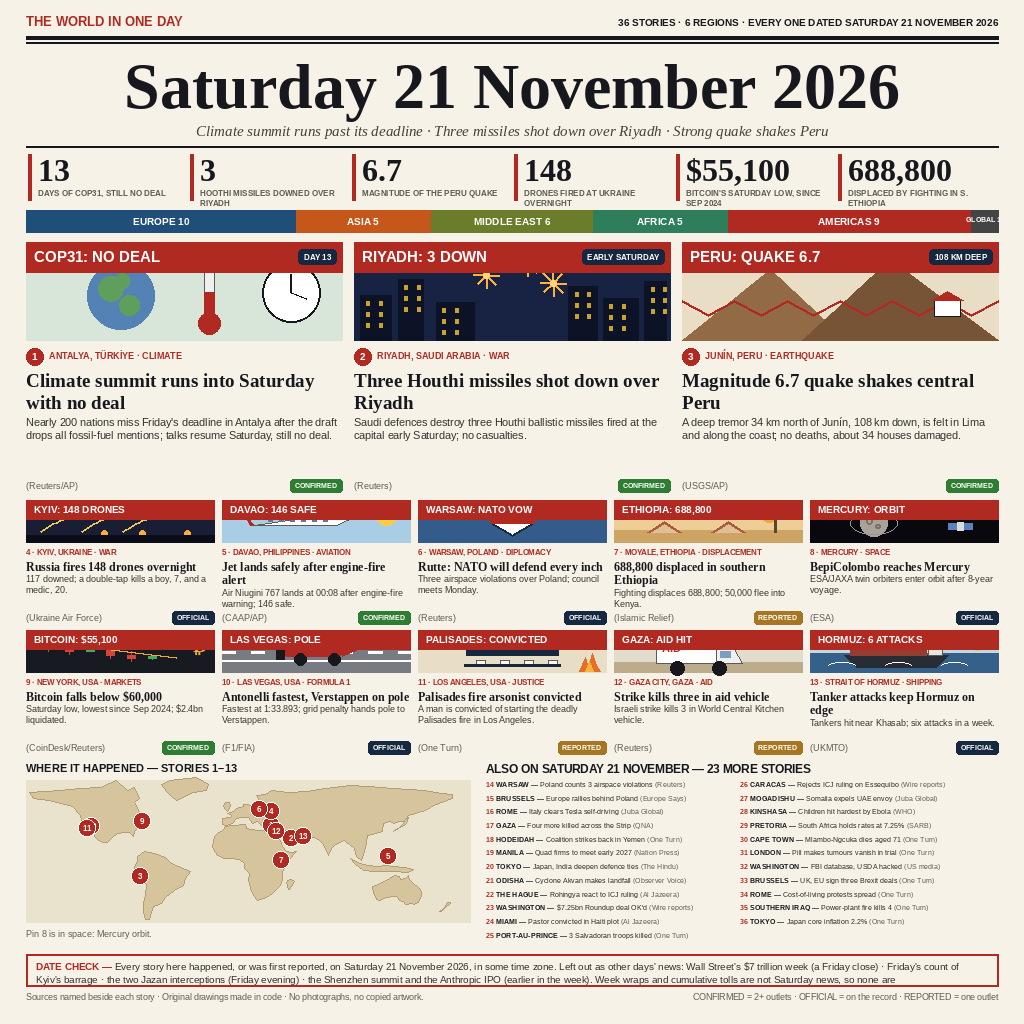 THE WORLD IN ONE DAY
36 STORIES · 6 REGIONS · EVERY ONE DATED SATURDAY 21 NOVEMBER 2026
Saturday 21 November 2026
Climate summit runs past its deadline · Three missiles shot down over Riyadh · Strong quake shakes Peru
13
DAYS OF COP31, STILL NO DEAL
3
HOOTHI MISSILES DOWNED OVER
RIYADH
6.7
MAGNITUDE OF THE PERU QUAKE
148
DRONES FIRED AT UKRAINE
OVERNIGHT
$55,100
BITCOIN'S SATURDAY LOW, SINCE
SEP 2024
688,800
DISPLACED BY FIGHTING IN S.
ETHIOPIA
EUROPE 10
ASIA 5
MIDDLE EAST 6
AFRICA 5
AMERICAS 9
GLOBAL 1
COP31: NO DEAL
DAY 13
1 ANTALYA, TÜRKİYE · CLIMATE
Climate summit runs into Saturday
with no deal
Nearly 200 nations miss Friday's deadline in Antalya after the draft
drops all fossil-fuel mentions; talks resume Saturday, still no deal.
(Reuters/AP)
CONFIRMED
RIYADH: 3 DOWN
EARLY SATURDAY
2 RIYADH, SAUDI ARABIA · WAR
Three Houthi missiles shot down over
Riyadh
Saudi defences destroy three Houthi ballistic missiles fired at the
capital early Saturday; no casualties.
(Reuters)
CONFIRMED
PERU: QUAKE 6.7
108 KM DEEP
3 JUNÍN, PERU · EARTHQUAKE
Magnitude 6.7 quake shakes central
Peru
A deep tremor 34 km north of Junín, 108 km down, is felt in Lima
and along the coast; no deaths, about 34 houses damaged.
(USGS/AP)
CONFIRMED
KYIV: 148 DRONES
4 · KYIV, UKRAINE · WAR
Russia fires 148 drones overnight
117 downed; a double-tap kills a boy, 7, and a
medic, 20.
(Ukraine Air Force)
OFFICIAL
DAVAO: 146 SAFE
5 · DAVAO, PHILIPPINES · AVIATION
Jet lands safely after engine-fire
alert
Air Niugino 767 lands at 00:08 after engine-fire
warning; 146 safe.
(CAAP/AP)
CONFIRMED
WARSAW: NATO VOW
6 · WARSAW, POLAND · DIPLOMACY
Rutte: NATO will defend every inch
Three airspace violations over Poland; council
meets Monday.
(Reuters)
OFFICIAL
ETHIOPIA: 688,800
7 · MOYALE, ETHIOPIA · DISPLACEMENT
688,800 displaced in southern
Ethiopia
Fighting displaces 688,800; 50,000 flee into
Kenya.
(Islamic Relief)
REPORTED
MERCURY: ORBIT
8 · MERCURY · SPACE
BepiColombo reaches Mercury
ESA/JAXA twin orbiters enter orbit after 8-year
voyage.
(ESA)
OFFICIAL
BITCOIN: $55,100
9 · NEW YORK, USA · MARKETS
Bitcoin falls below $60,000
Saturday low, lowest since Sep 2024; $2.4bn
liquidated.
(CoinDesk/Reuters)
CONFIRMED
LAS VEGAS: POLE
10 · LAS VEGAS, USA · FORMULA 1
Antonelli fastest, Verstappen on pole
Fastest at 1:33.893; grid penalty hands pole to
Verstappen.
(F1/FIA)
OFFICIAL
PALISADES: CONVICTED
11 · LOS ANGELES, USA · JUSTICE
Palisades fire arsonist convicted
A man is convicted of starting the deadly
Palisades fire in Los Angeles.
(One Turn)
REPORTED
GAZA: AID HIT
AID
12 · GAZA CITY, GAZA · AID
Strike kills three in aid vehicle
Israeli strike kills 3 in World Central Kitchen
vehicle.
(Reuters)
REPORTED
HORMUZ: 6 ATTACKS
13 · STRAIT OF HORMUZ · SHIPPING
Tanker attacks keep Hormuz on
edge
Tankers hit near Khasab; six attacks in a week.
(UKMTO)
OFFICIAL
WHERE IT HAPPENED — STORIES 1–13
11
9
6
4
12
2
13
7
5
3
Pin 8 is in space: Mercury orbit.
ALSO ON SATURDAY 21 NOVEMBER — 23 MORE STORIES
14 WARSAW — Poland counts 3 airspace violations (Reuters)
15 BRUSSELS — Europe rallies behind Poland (Europe Says)
16 ROME — Italy clears Tesla self-driving (Juba Global)
17 GAZA — Four more killed across the Strip (QNA)
18 HODEIDAH — Coalition strikes back in Yemen (One Turn)
19 MANILA — Quad firms to meet early 2027 (Nation Press)
20 TOKYO — Japan, India deepen defence ties (The Hindu)
21 ODISHA — Cyclone Akvan makes landfall (Observer Voice)
22 THE HAGUE — Rohingya react to ICJ ruling (Al Jazeera)
23 WASHINGTON — $7.25bn Roundup deal OK'd (Wire reports)
24 MIAMI — Pastor convicted in Haiti plot (Al Jazeera)
25 PORT-AU-PRINCE — 3 Salvadoran troops killed (One Turn)
26 CARACAS — Rejects ICJ ruling on Essequibo (Wire reports)
27 MOGADISHU — Somalia expels UAE envoy (Juba Global)
28 KINSHASA — Children hit hardest by Ebola (WHO)
29 PRETORIA — South Africa holds rates at 7.25% (SARB)
30 CAPE TOWN — Mlambo-Ngcuka dies aged 71 (One Turn)
31 LONDON — Pill makes tumours vanish in trial (One Turn)
32 WASHINGTON — FBI database, USDA hacked (US media)
33 BRUSSELS — UK, EU sign three Brexit deals (One Turn)
34 ROME — Cost-of-living protests spread (One Turn)
35 SOUTHERN IRAQ — Power-plant fire kills 4 (One Turn)
36 TOKYO — Japan core inflation 2.2% (One Turn)
DATE CHECK — Every story here happened, or was first reported, on Saturday 21 November 2026, in some time zone. Left out as other days' news: Wall Street's $7 trillion week (a Friday close) · Friday's count of
Kyiv's barrage · the two Jazan interceptions (Friday evening) · the Shenzhen summit and the Anthropic IPO (earlier in the week). Week wraps and cumulative tolls are not Saturday news, so none are
Sources named beside each story · Original drawings made in code · No photographs, no copied artwork.
CONFIRMED = 2+ outlets · OFFICIAL = on the record · REPORTED = one outlet